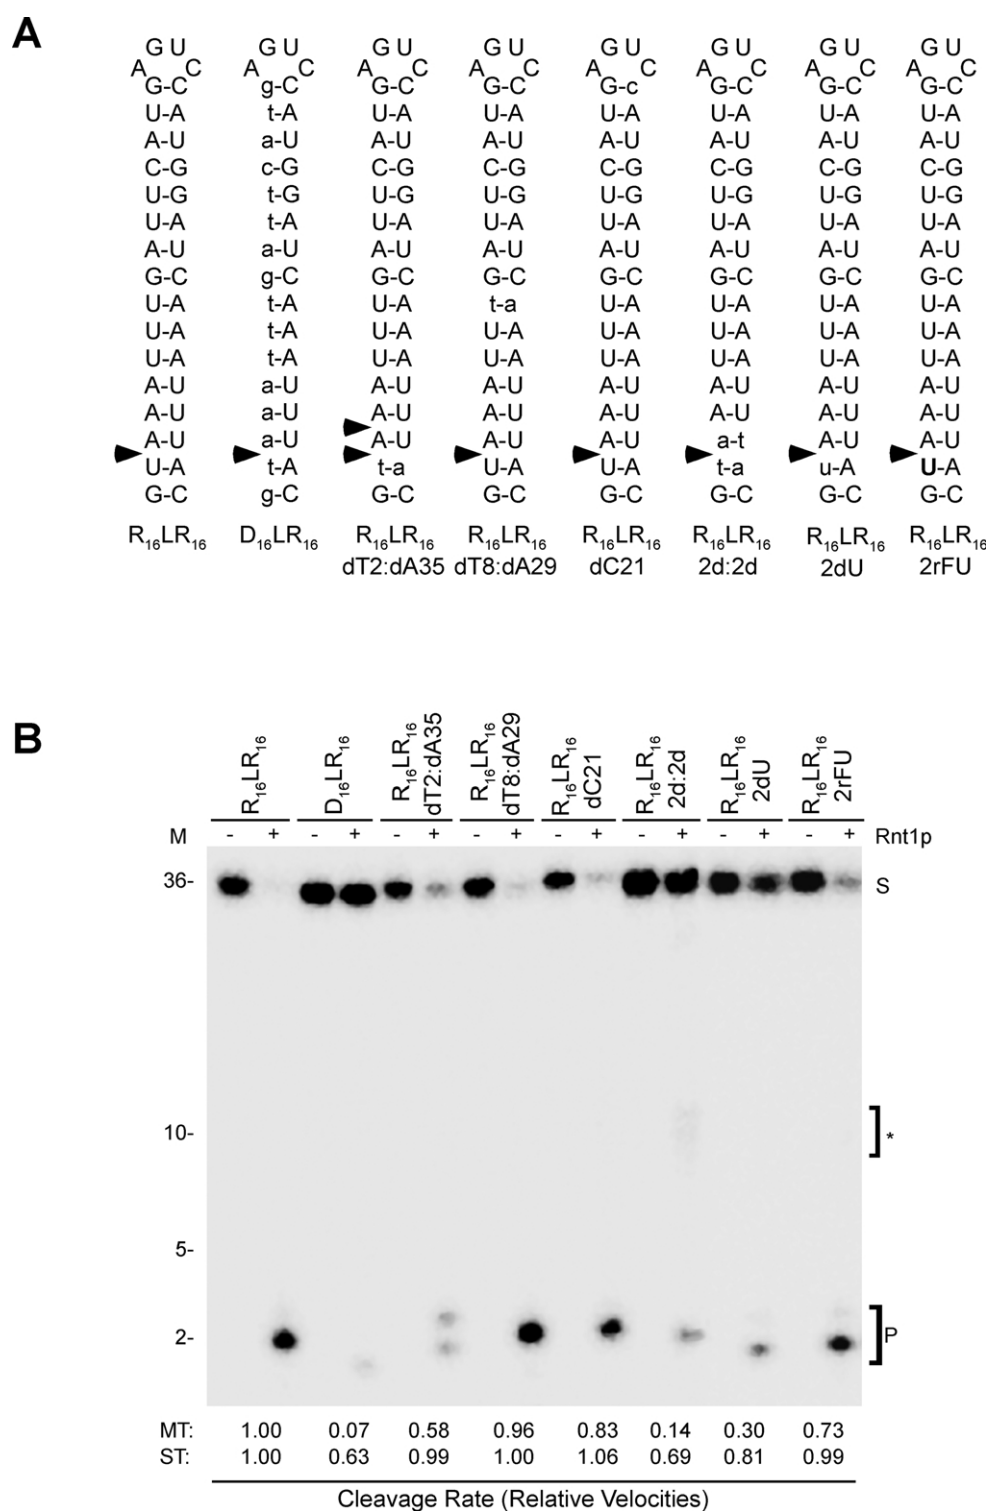 A
G U G U G U G U G U G U G U G U
A C A C A C A C A C A C A C A C
G-C g-C G-C G-C G-c G-C G-C G-C
U-A t-A U-A U-A U-A U-A U-A U-A
A-U a-U A-U A-U A-U A-U A-U A-U
C-G c-G C-G C-G C-G C-G C-G C-G
U-G t-G U-G U-G U-G U-G U-G U-G
U-A t-A U-A U-A U-A U-A U-A U-A
A-U a-U A-U A-U A-U A-U A-U A-U
G-C g-C G-C G-C G-C G-C G-C G-C
U-A t-A U-A t-a U-A U-A U-A U-A
U-A t-A U-A U-A U-A U-A U-A U-A
U-A t-A U-A U-A U-A U-A U-A U-A
A-U a-U A-U A-U A-U A-U A-U A-U
A-U a-U A-U A-U A-U A-U A-U A-U
A-U a-U A-U A-U A-U a-t A-U A-U
U-A t-A t-a U-A U-A t-a u-A U-A
G-C g-C G-C G-C G-C G-C G-C G-C
R16LR16 D16LR16 R16LR16 R16LR16 R16LR16 R16LR16 R16LR16 R16LR16
dT2:dA35 dT8:dA29 dC21 2d:2d 2dU 2rFU
B
R16LR16
D16LR16
R16LR16
dT2:dA35
R16LR16
dT8:dA29
R16LR16
dC21
R16LR16
2d:2d
R16LR16
2dU
R16LR16
2rFU
M - + - + - + - + - + - + - + - + Rnt1p
36- S
10- *
5-
2- P
MT: 1.00 0.07 0.58 0.96 0.83 0.14 0.30 0.73
ST: 1.00 0.63 0.99 1.00 1.06 0.69 0.81 0.99
Cleavage Rate (Relative Velocities)